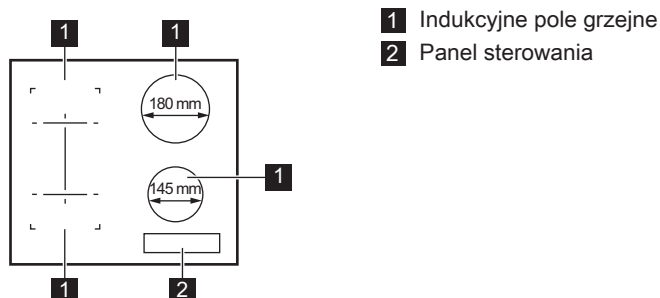 1 Indukcyjne pole grzejne
2 Panel sterowania
1 1
180 mm
145 mm 1
1 2